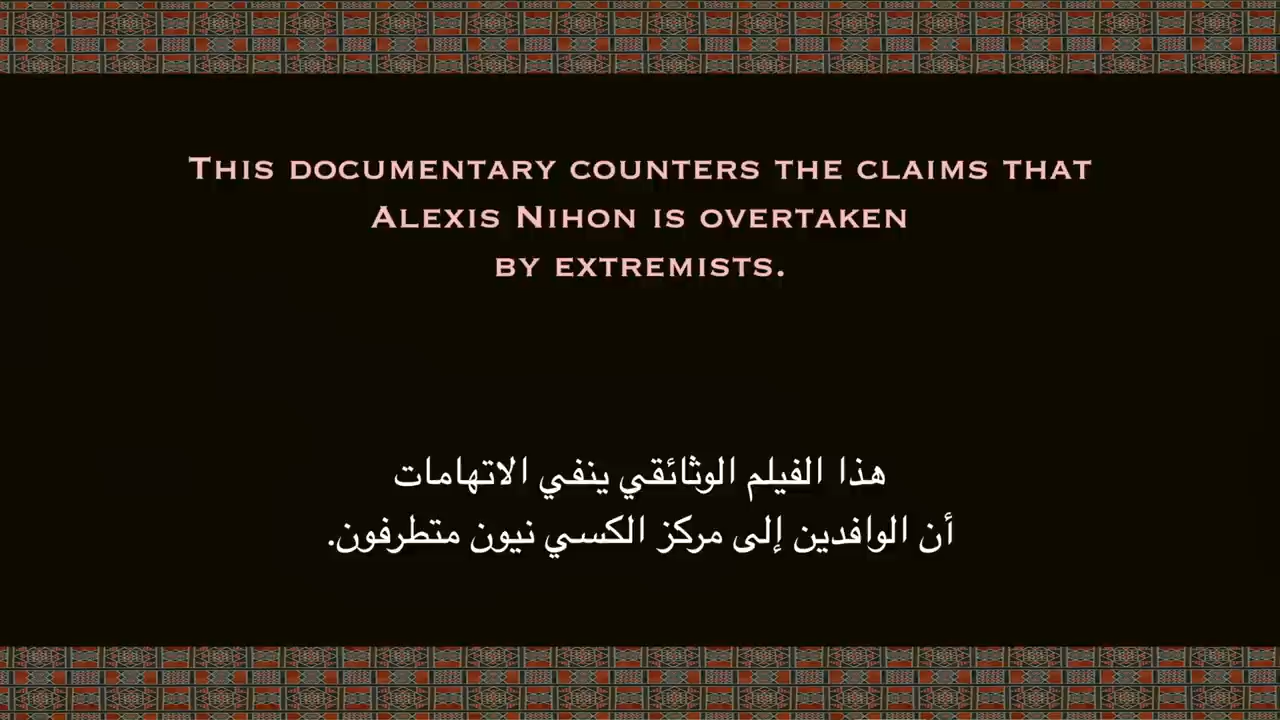 This documentary counters the claims that
Alexis Nihon is overtaken
by extremists.
هذا الفيلم الوثائقي ينفي الاتهامات
أن الوافدين إلى مركز الكسي نيون متطرفون.